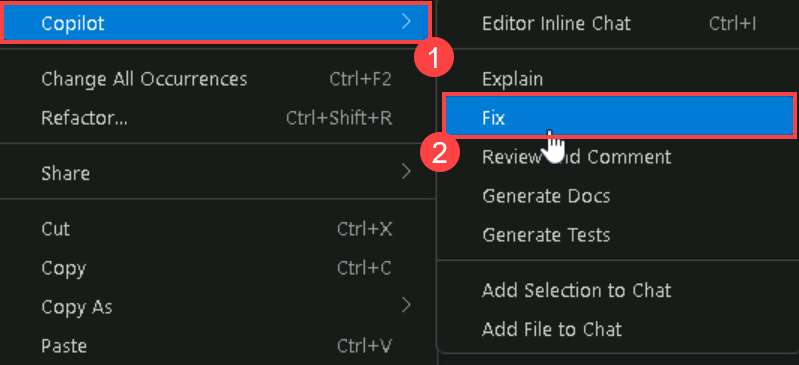 Copilot
1
Change All Occurrences Ctrl+F2
Refactor... Ctrl+Shift+R
Share
Cut Ctrl+X
Copy Ctrl+C
Copy As
Paste Ctrl+V
Editor Inline Chat Ctrl+I
Explain
Fix
2
Review and Comment
Generate Docs
Generate Tests
Add Selection to Chat
Add File to Chat